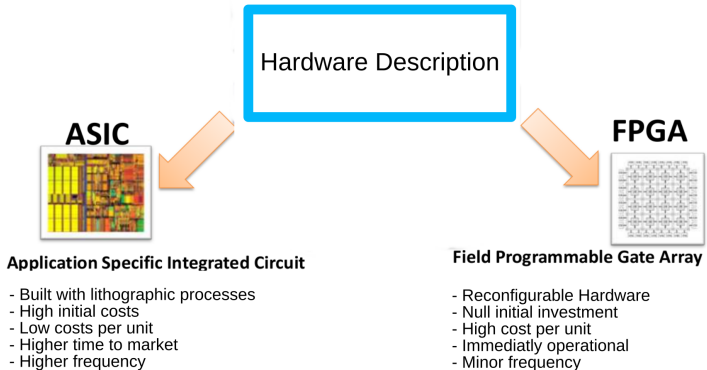 Hardware Description
ASIC
FPGA
Application Specific Integrated Circuit
- Built with lithographic processes
- High initial costs
- Low costs per unit
- Higher time to market
- Higher frequency
Field Programmable Gate Array
- Reconfigurable Hardware
- Null initial investment
- High cost per unit
- Immediatly operational
- Minor frequency